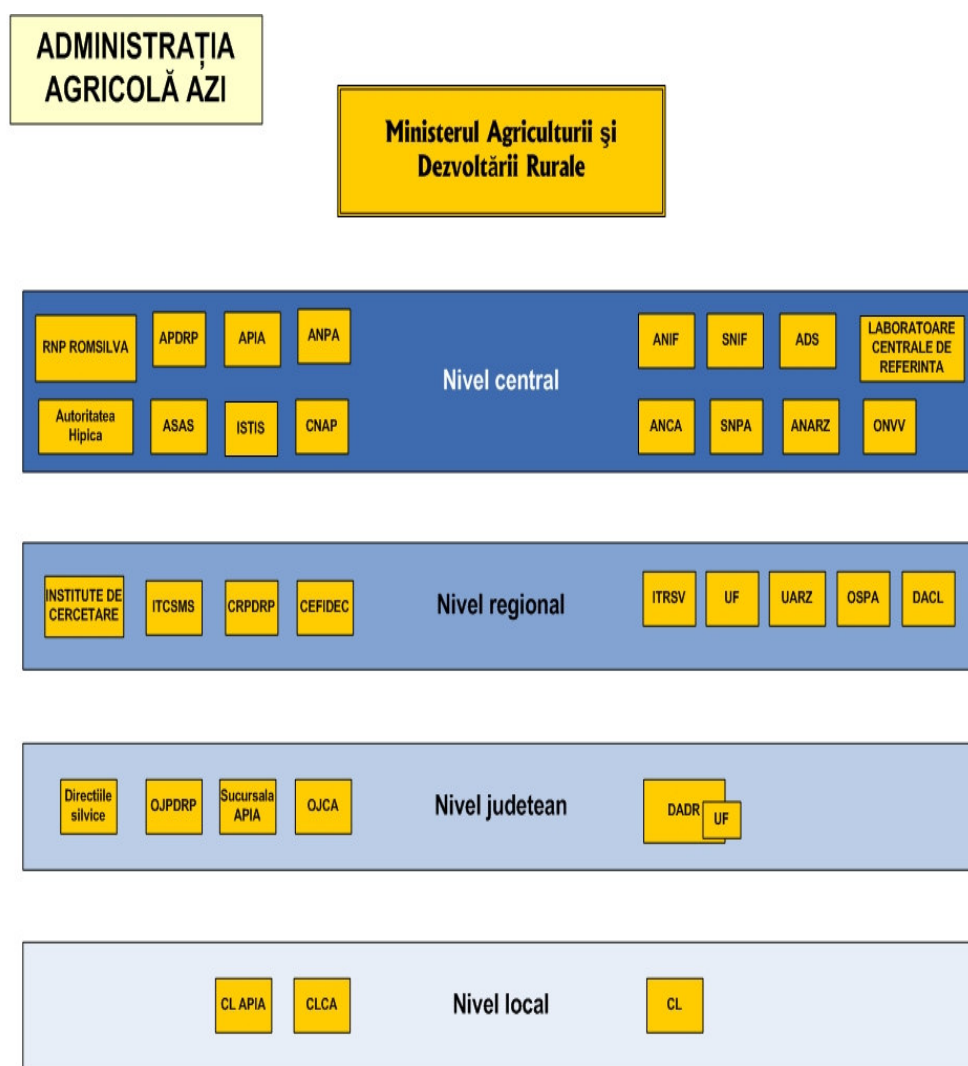 ADMINISTRAȚIA
AGRICOLĂ AZI
Ministerul Agriculturii şi
Dezvoltării Rurale
RNP ROMSILVA
APDRP
APIA
ANPA
ANIF
SNIF
ADS
LABORATOARE
CENTRALE DE
REFERINTA
Nivel central
Autoritatea
Hipica
ASAS
ISTIS
CNAP
ANCA
SNPA
ANARZ
ONVV
INSTITUTE DE
CERCETARE
ITCSMS
CRPDRP
CEFIDEC
Nivel regional
ITRSV
UF
UARZ
OSPA
DACL
Directiile
silvice
OJPDRP
Sucursala
APIA
OJCA
Nivel judetean
DADR
UF
CL APIA
CLCA
Nivel local
CL